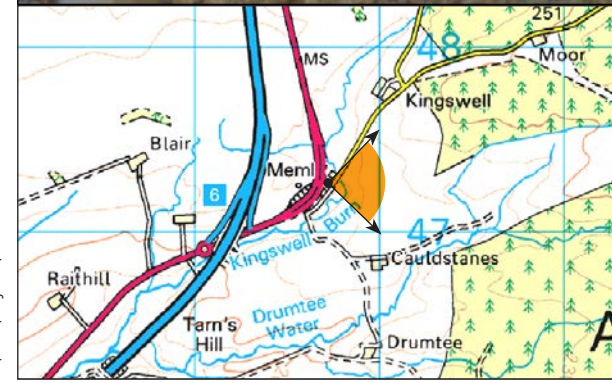 251
48
Moor
MS
Kingswell
Blair
Meml
6
47
Kingswell Burn
Cauldstanes
Raithill
Drumtee
Water
Tarn's
Hill
Drumtee
A